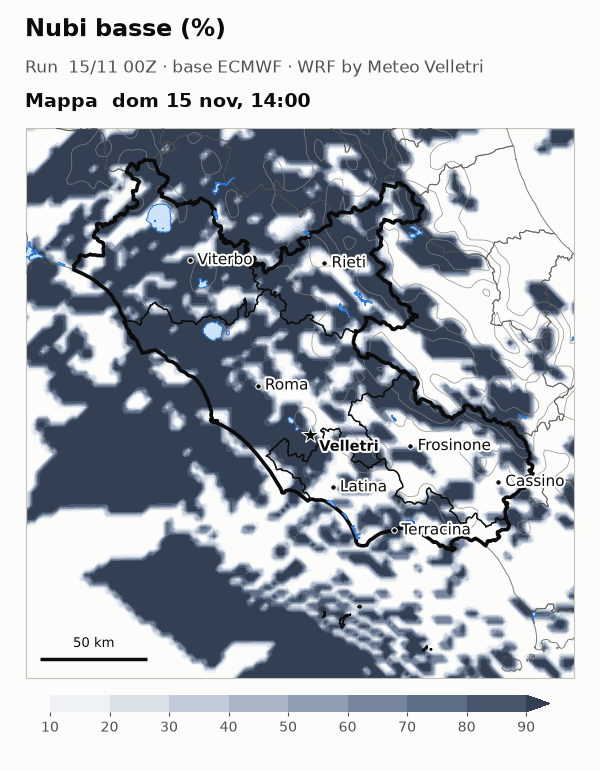 Nubi basse (%)
Run  15/11 00Z · base ECMWF · WRF by Meteo Velletri
Mappa  dom 15 nov, 14:00
Viterbo
Rieti
Roma
Velletri
Frosinone
Cassino
Latina
Terracina
50 km
10 20 30 40 50 60 70 80 90